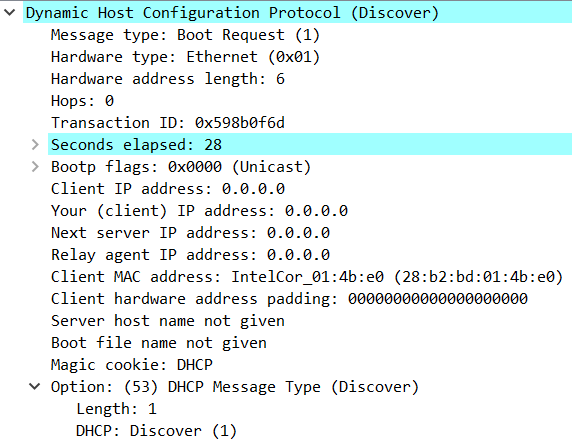 Dynamic Host Configuration Protocol (Discover)
Message type: Boot Request (1)
Hardware type: Ethernet (0x01)
Hardware address length: 6
Hops: 0
Transaction ID: 0x598b0f6d
Seconds elapsed: 28
Bootp flags: 0x0000 (Unicast)
Client IP address: 0.0.0.0
Your (client) IP address: 0.0.0.0
Next server IP address: 0.0.0.0
Relay agent IP address: 0.0.0.0
Client MAC address: IntelCor_01:4b:e0 (28:b2:bd:01:4b:e0)
Client hardware address padding: 00000000000000000000
Server host name not given
Boot file name not given
Magic cookie: DHCP
Option: (53) DHCP Message Type (Discover)
Length: 1
DHCP: Discover (1)